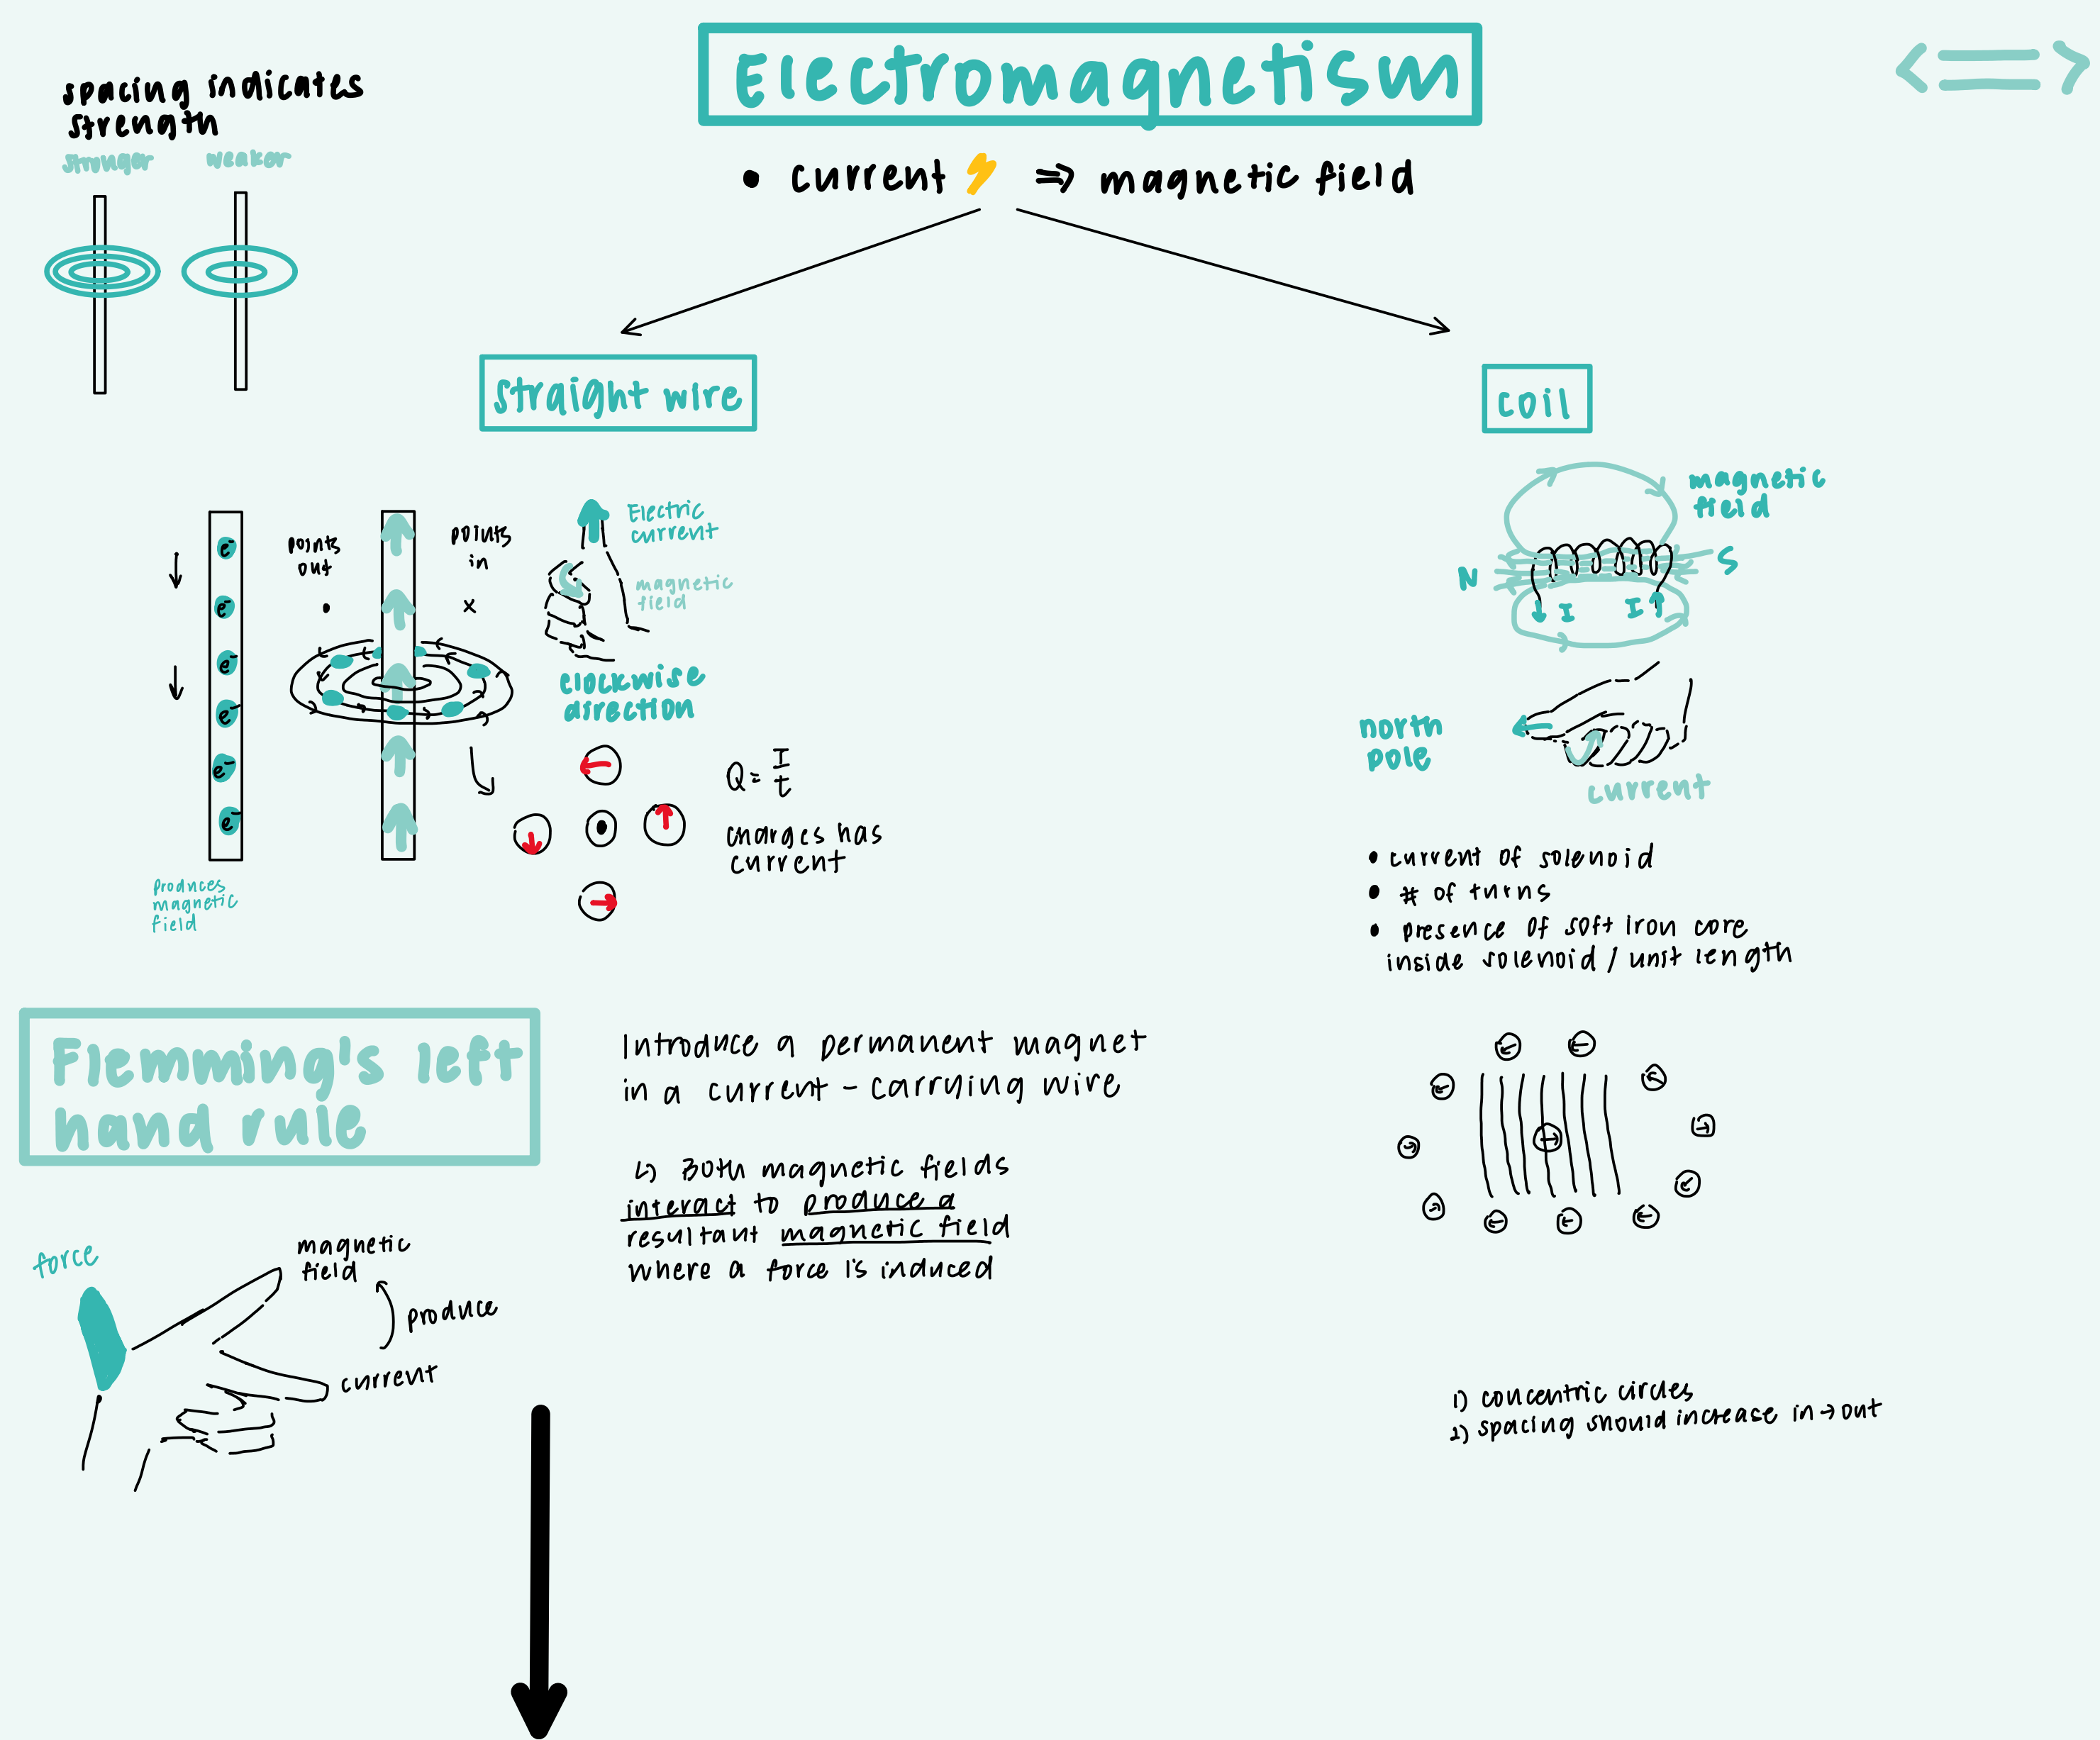 Electromagnetism
<==>
spacing indicates
strength
stronger weaker
• current ⚡ ⇒ magnetic field
straight wire
coil
e-
e-
e-
e-
e-
e-
produces
magnetic
field
points
out
•
points
in
x
Electric
current
magnetic
field
clockwise
direction
Q = I/t
charges has
current
magnetic
field
N
S
I
I
north
pole
current
• current of solenoid
• # of turns
• presence of soft iron core
inside solenoid / unit length
Flemming's left
hand rule
force
magnetic
field
produce
current
Introduce a permanent magnet
in a current - carrying wire
↳ Both magnetic fields
interact to produce a
resultant magnetic field
where a force is induced
1) concentric circles
2) spacing should increase in → out